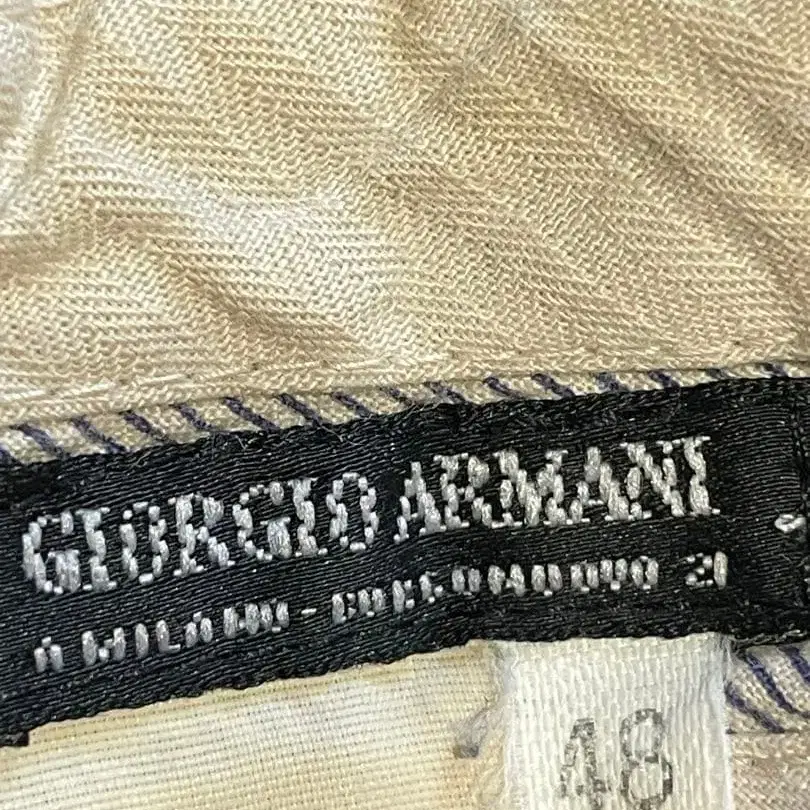 GIORGIO ARMANI
A MILANO - BORGONUOVO 21
48